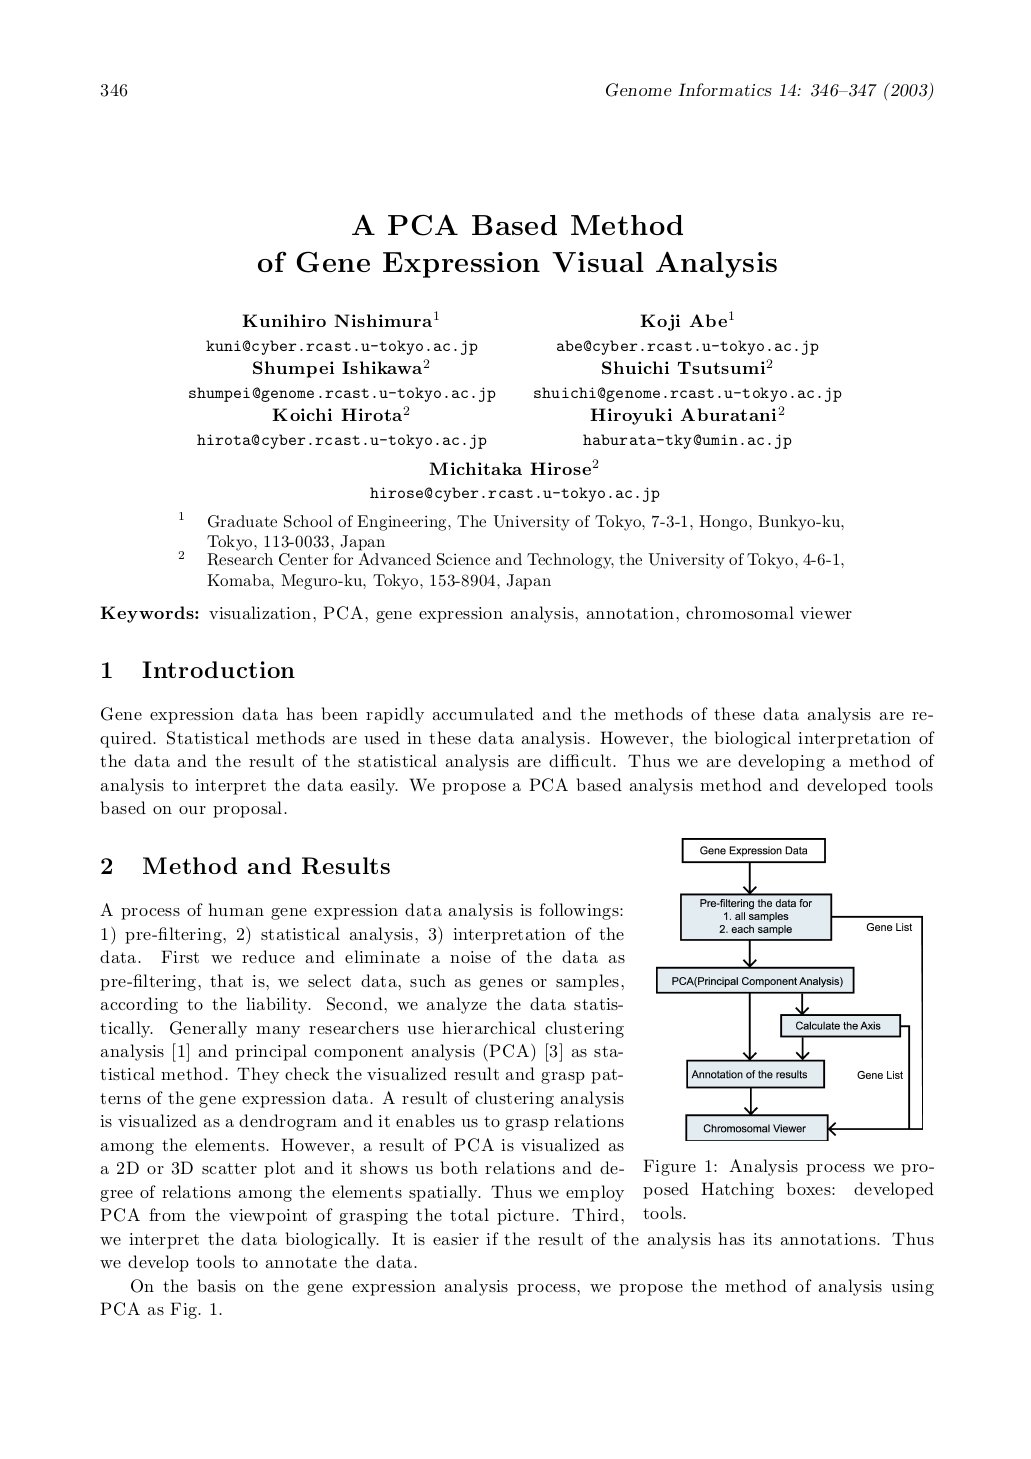 346 Genome Informatics 14: 346–347 (2003)
A PCA Based Method
of Gene Expression Visual Analysis
Kunihiro Nishimura1 Koji Abe1
kuni@cyber.rcast.u-tokyo.ac.jp abe@cyber.rcast.u-tokyo.ac.jp
Shumpei Ishikawa2 Shuichi Tsutsumi2
shumpei@genome.rcast.u-tokyo.ac.jp shuichi@genome.rcast.u-tokyo.ac.jp
Koichi Hirota2 Hiroyuki Aburatani2
hirota@cyber.rcast.u-tokyo.ac.jp haburata-tky@umin.ac.jp
Michitaka Hirose2
hirose@cyber.rcast.u-tokyo.ac.jp
1 Graduate School of Engineering, The University of Tokyo, 7-3-1, Hongo, Bunkyo-ku,
Tokyo, 113-0033, Japan
2 Research Center for Advanced Science and Technology, the University of Tokyo, 4-6-1,
Komaba, Meguro-ku, Tokyo, 153-8904, Japan
Keywords: visualization, PCA, gene expression analysis, annotation, chromosomal viewer
1 Introduction
Gene expression data has been rapidly accumulated and the methods of these data analysis are re-
quired. Statistical methods are used in these data analysis. However, the biological interpretation of
the data and the result of the statistical analysis are difficult. Thus we are developing a method of
analysis to interpret the data easily. We propose a PCA based analysis method and developed tools
based on our proposal.
2 Method and Results
A process of human gene expression data analysis is followings:
1) pre-filtering, 2) statistical analysis, 3) interpretation of the
data. First we reduce and eliminate a noise of the data as
pre-filtering, that is, we select data, such as genes or samples,
according to the liability. Second, we analyze the data statis-
tically. Generally many researchers use hierarchical clustering
analysis [1] and principal component analysis (PCA) [3] as sta-
tistical method. They check the visualized result and grasp pat-
terns of the gene expression data. A result of clustering analysis
is visualized as a dendrogram and it enables us to grasp relations
among the elements. However, a result of PCA is visualized as
a 2D or 3D scatter plot and it shows us both relations and de-
gree of relations among the elements spatially. Thus we employ
PCA from the viewpoint of grasping the total picture. Third,
we interpret the data biologically. It is easier if the result of the analysis has its annotations. Thus
we develop tools to annotate the data.
On the basis on the gene expression analysis process, we propose the method of analysis using
PCA as Fig. 1.
Gene Expression Data
Pre-filtering the data for
1. all samples
2. each sample
Gene List
PCA(Principal Component Analysis)
Calculate the Axis
Annotation of the results
Gene List
Chromosomal Viewer
Figure 1: Analysis process we pro-
posed Hatching boxes: developed
tools.